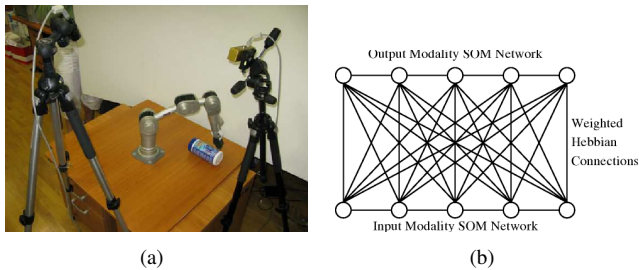 Output Modality SOM Network
Weighted
Hebbian
Connections
Input Modality SOM Network
(a)
(b)